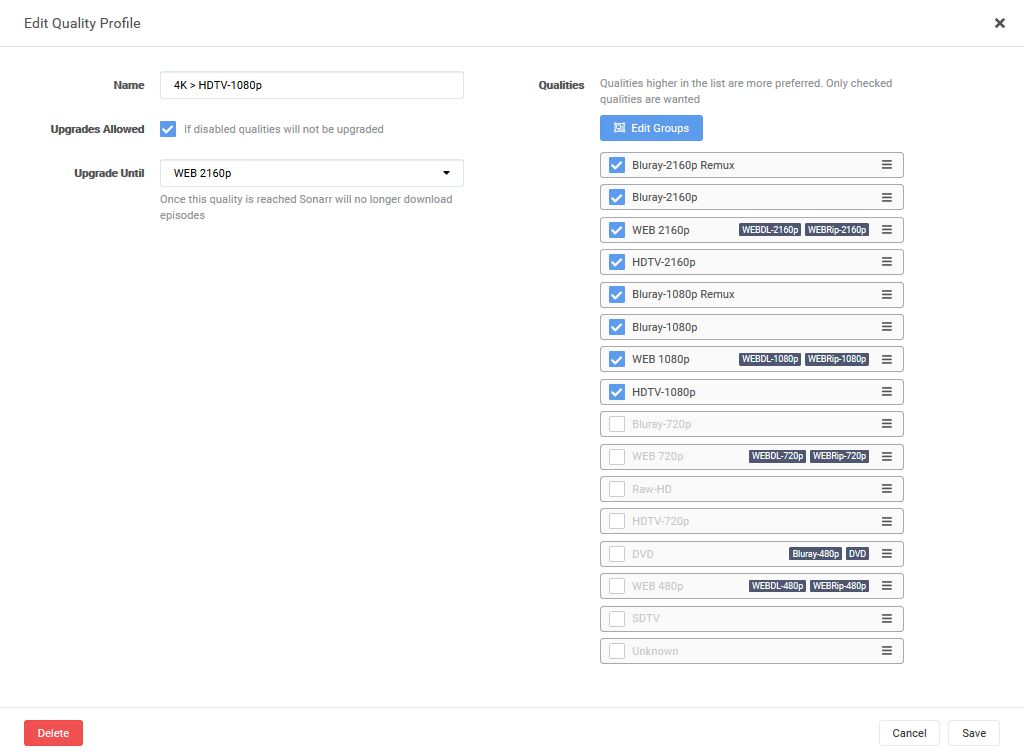 Edit Quality Profile
Name
4K > HDTV-1080p
Upgrades Allowed
If disabled qualities will not be upgraded
Upgrade Until
WEB 2160p
Once this quality is reached Sonarr will no longer download
episodes
Qualities
Qualities higher in the list are more preferred. Only checked
qualities are wanted
Edit Groups
Bluray-2160p Remux
Bluray-2160p
WEB 2160p WEBDL-2160p WEBRip-2160p
HDTV-2160p
Bluray-1080p Remux
Bluray-1080p
WEB 1080p WEBDL-1080p WEBRip-1080p
HDTV-1080p
Bluray-720p
WEB 720p WEBDL-720p WEBRip-720p
Raw-HD
HDTV-720p
DVD Bluray-480p DVD
WEB 480p WEBDL-480p WEBRip-480p
SDTV
Unknown
Delete
Cancel
Save